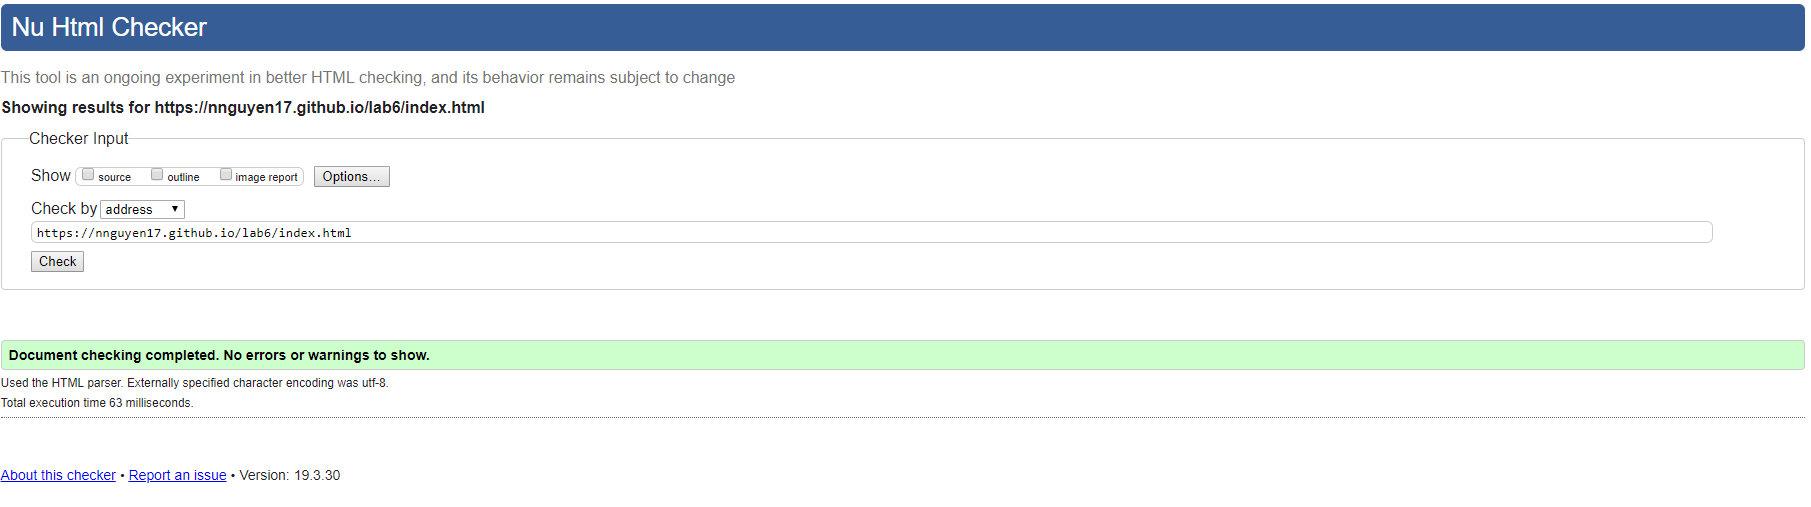 Nu Html Checker
This tool is an ongoing experiment in better HTML checking, and its behavior remains subject to change
Showing results for https://nnguyen17.github.io/lab6/index.html
Checker Input
Show source outline image report Options...
Check by address
https://nnguyen17.github.io/lab6/index.html
Check
Document checking completed. No errors or warnings to show.
Used the HTML parser. Externally specified character encoding was utf-8.
Total execution time 63 milliseconds.
About this checker • Report an issue • Version: 19.3.30